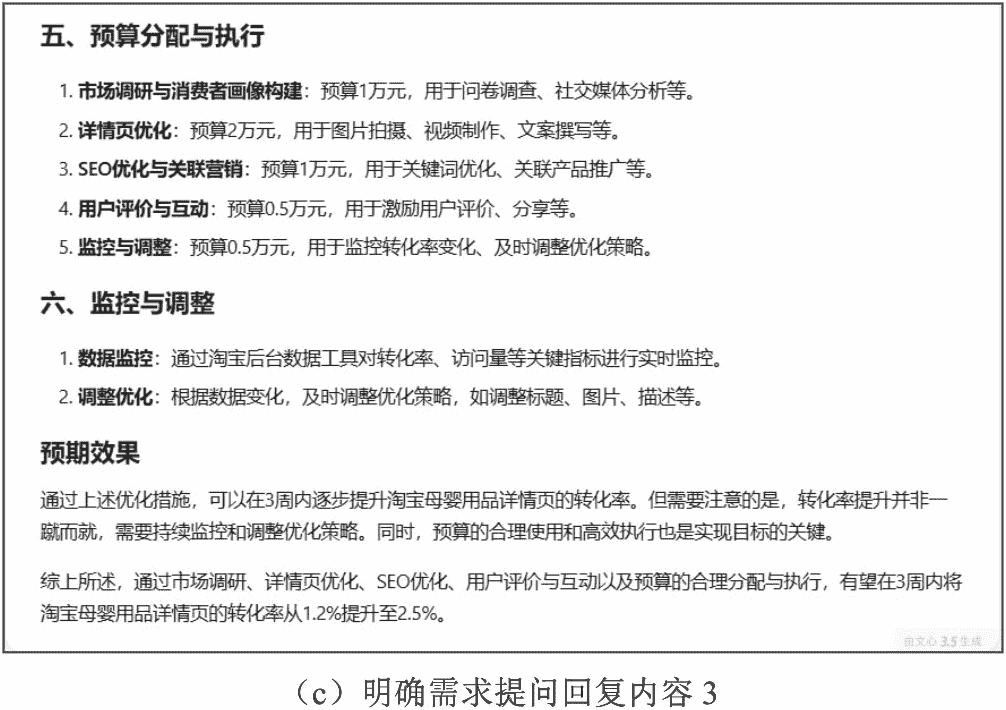 五、预算分配与执行
1. 市场调研与消费者画像构建：预算1万元，用于问卷调查、社交媒体分析等。
2. 详情页优化：预算2万元，用于图片拍摄、视频制作、文案撰写等。
3. SEO优化与关联营销：预算1万元，用于关键词优化、关联产品推广等。
4. 用户评价与互动：预算0.5万元，用于激励用户评价、分享等。
5. 监控与调整：预算0.5万元，用于监控转化率变化、及时调整优化策略。
六、监控与调整
1. 数据监控：通过淘宝后台数据工具对转化率、访问量等关键指标进行实时监控。
2. 调整优化：根据数据变化，及时调整优化策略，如调整标题、图片、描述等。
预期效果
通过上述优化措施，可以在3周内逐步提升淘宝母婴用品详情页的转化率。但需要注意的是，转化率提升并非一
蹴而就，需要持续监控和调整优化策略。同时，预算的合理使用和高效执行也是实现目标的关键。
综上所述，通过市场调研、详情页优化、SEO优化、用户评价与互动以及预算的合理分配与执行，有望在3周内将
淘宝母婴用品详情页的转化率从1.2%提升至2.5%。
由文心 3.5 生成
（c）明确需求提问回复内容 3